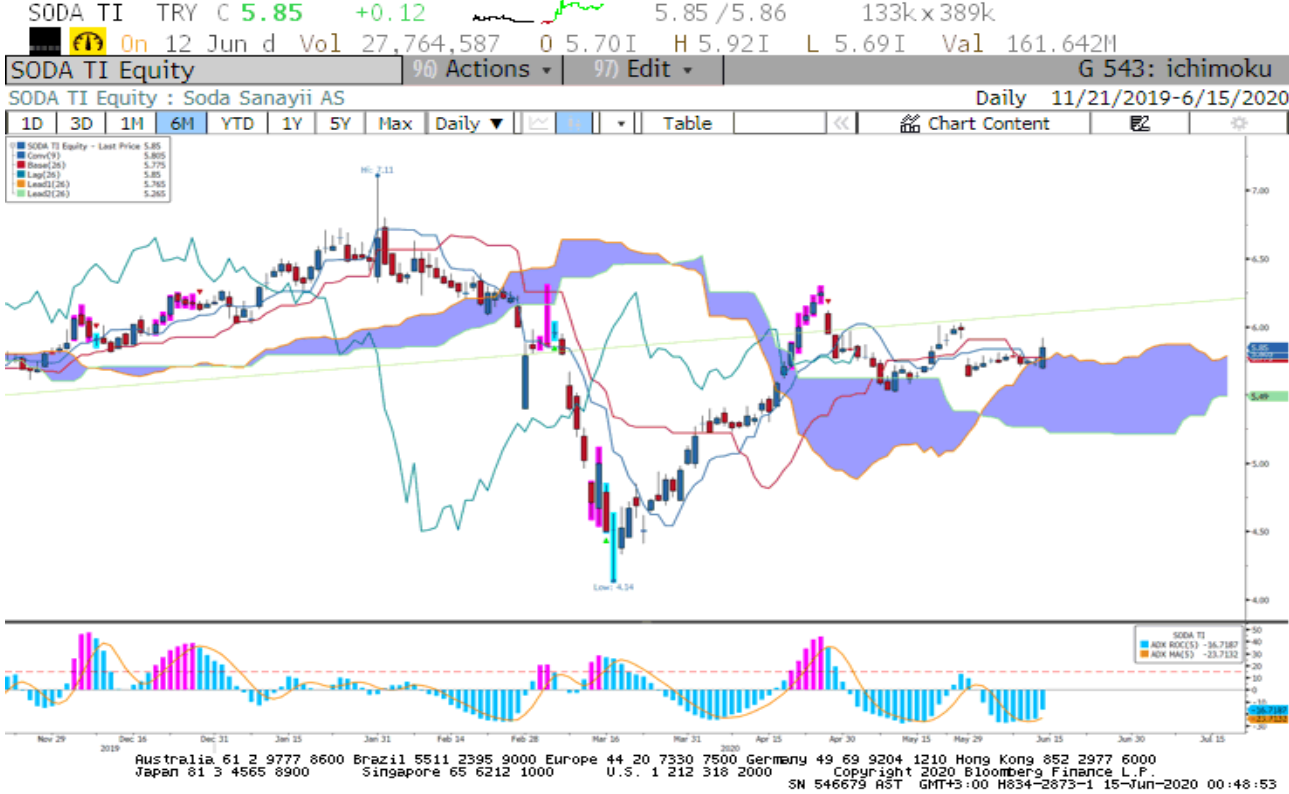 SODA TI TRY C 5.85 +0.12 5.85/5.86 133k x 389k
On 12 Jun d Vol 27,764,587 O 5.70I H 5.92I L 5.69I Val 161.642M
SODA TI Equity 96) Actions 97) Edit G 543: ichimoku
SODA TI Equity : Soda Sanayii AS Daily 11/21/2019-6/15/2020
1D 3D 1M 6M YTD 1Y 5Y Max Daily ▼ Table « Chart Content
SODA TI Equity - Last Price 5.85
Conv(9) 5.805
Base(26) 5.775
Lag(26) 5.85
Lead1(26) 5.765
Lead2(26) 5.265
Hi: 7.11
7.00
6.50
6.00
5.85
5.49
5.00
4.50
Low: 4.14
4.00
SODA TI
ADX ROC(5) -16.7187
ADX MA(5) -23.7132
50
40
30
20
10
0
-10
-16.7187
-23.7132
-30
Nov 29 Dec 16 Dec 31 Jan 15 Jan 31 Feb 14 Feb 28 Mar 16 Mar 31 Apr 15 Apr 30 May 15 May 29 Jun 15 Jun 30 Jul 15
2019 2020
Australia 61 2 9777 8600 Brazil 5511 2395 9000 Europe 44 20 7330 7500 Germany 49 69 9204 1210 Hong Kong 852 2977 6000
Japan 81 3 4565 8900 Singapore 65 6212 1000 U.S. 1 212 318 2000 Copyright 2020 Bloomberg Finance L.P.
SN 546679 AST GMT+3:00 H834-2873-1 15-Jun-2020 00:48:53